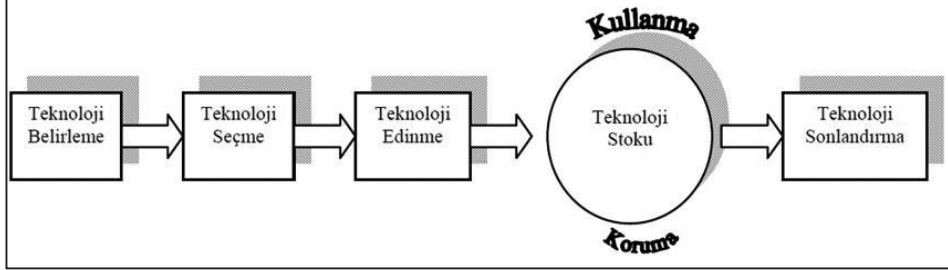 Teknoloji
Belirleme
Teknoloji
Seçme
Teknoloji
Edinme
Kullanma
Teknoloji
Stoku
Koruma
Teknoloji
Sonlandırma